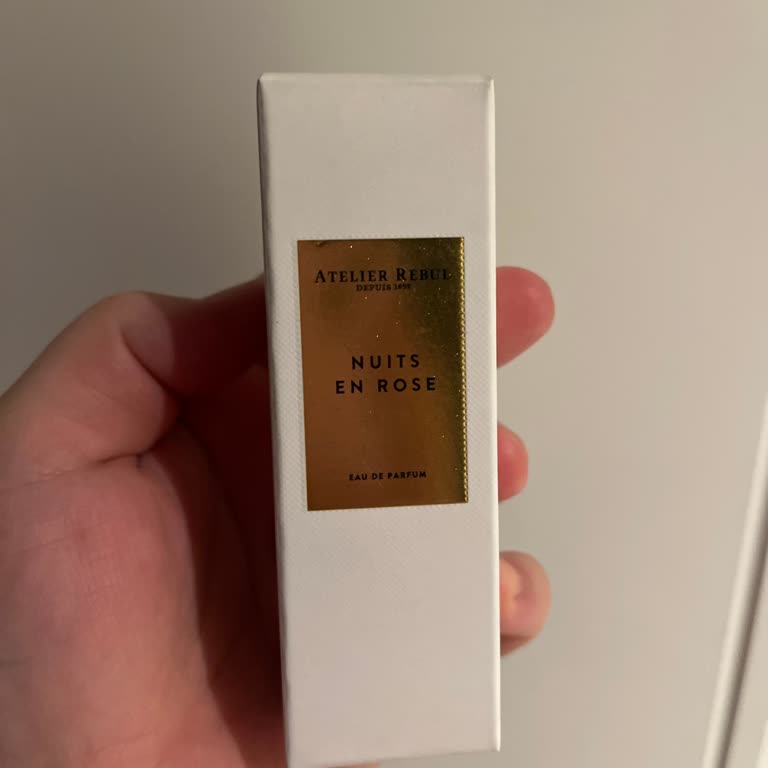 ATELIER REBUL
DEPUIS 1895
NUITS
EN ROSE
EAU DE PARFUM